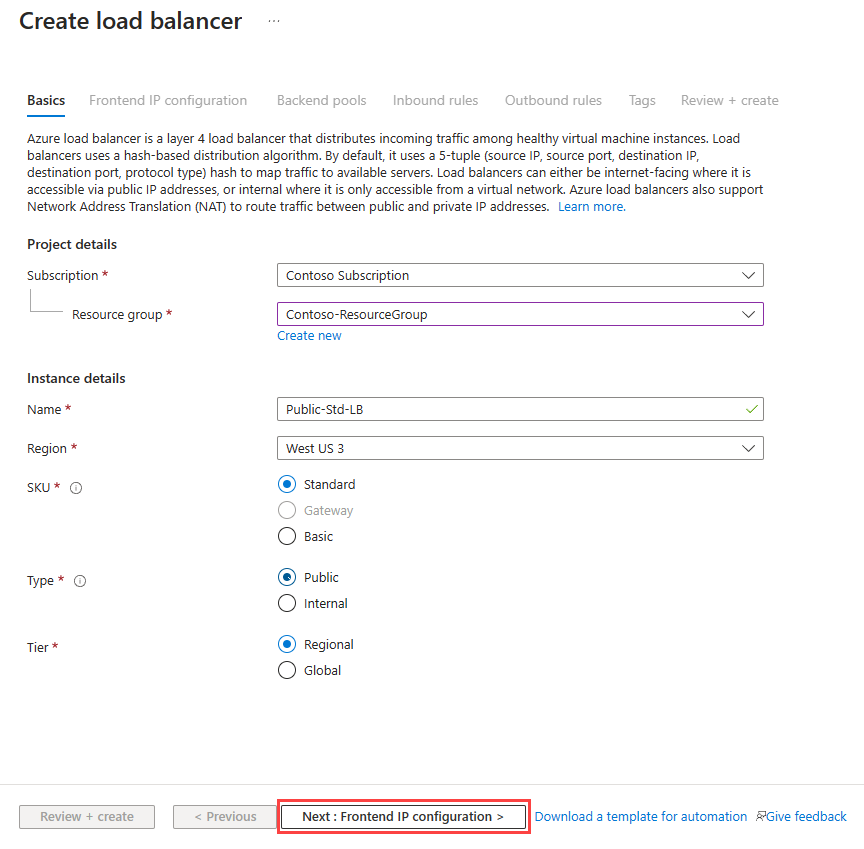 Create load balancer ...
Basics Frontend IP configuration Backend pools Inbound rules Outbound rules Tags Review + create
Azure load balancer is a layer 4 load balancer that distributes incoming traffic among healthy virtual machine instances. Load
balancers uses a hash-based distribution algorithm. By default, it uses a 5-tuple (source IP, source port, destination IP,
destination port, protocol type) hash to map traffic to available servers. Load balancers can either be internet-facing where it is
accessible via public IP addresses, or internal where it is only accessible from a virtual network. Azure load balancers also support
Network Address Translation (NAT) to route traffic between public and private IP addresses. Learn more.
Project details
Subscription * Contoso Subscription
Resource group * Contoso-ResourceGroup
Create new
Instance details
Name * Public-Std-LB
Region * West US 3
SKU * Standard
Gateway
Basic
Type * Public
Internal
Tier * Regional
Global
Review + create < Previous Next : Frontend IP configuration > Download a template for automation Give feedback